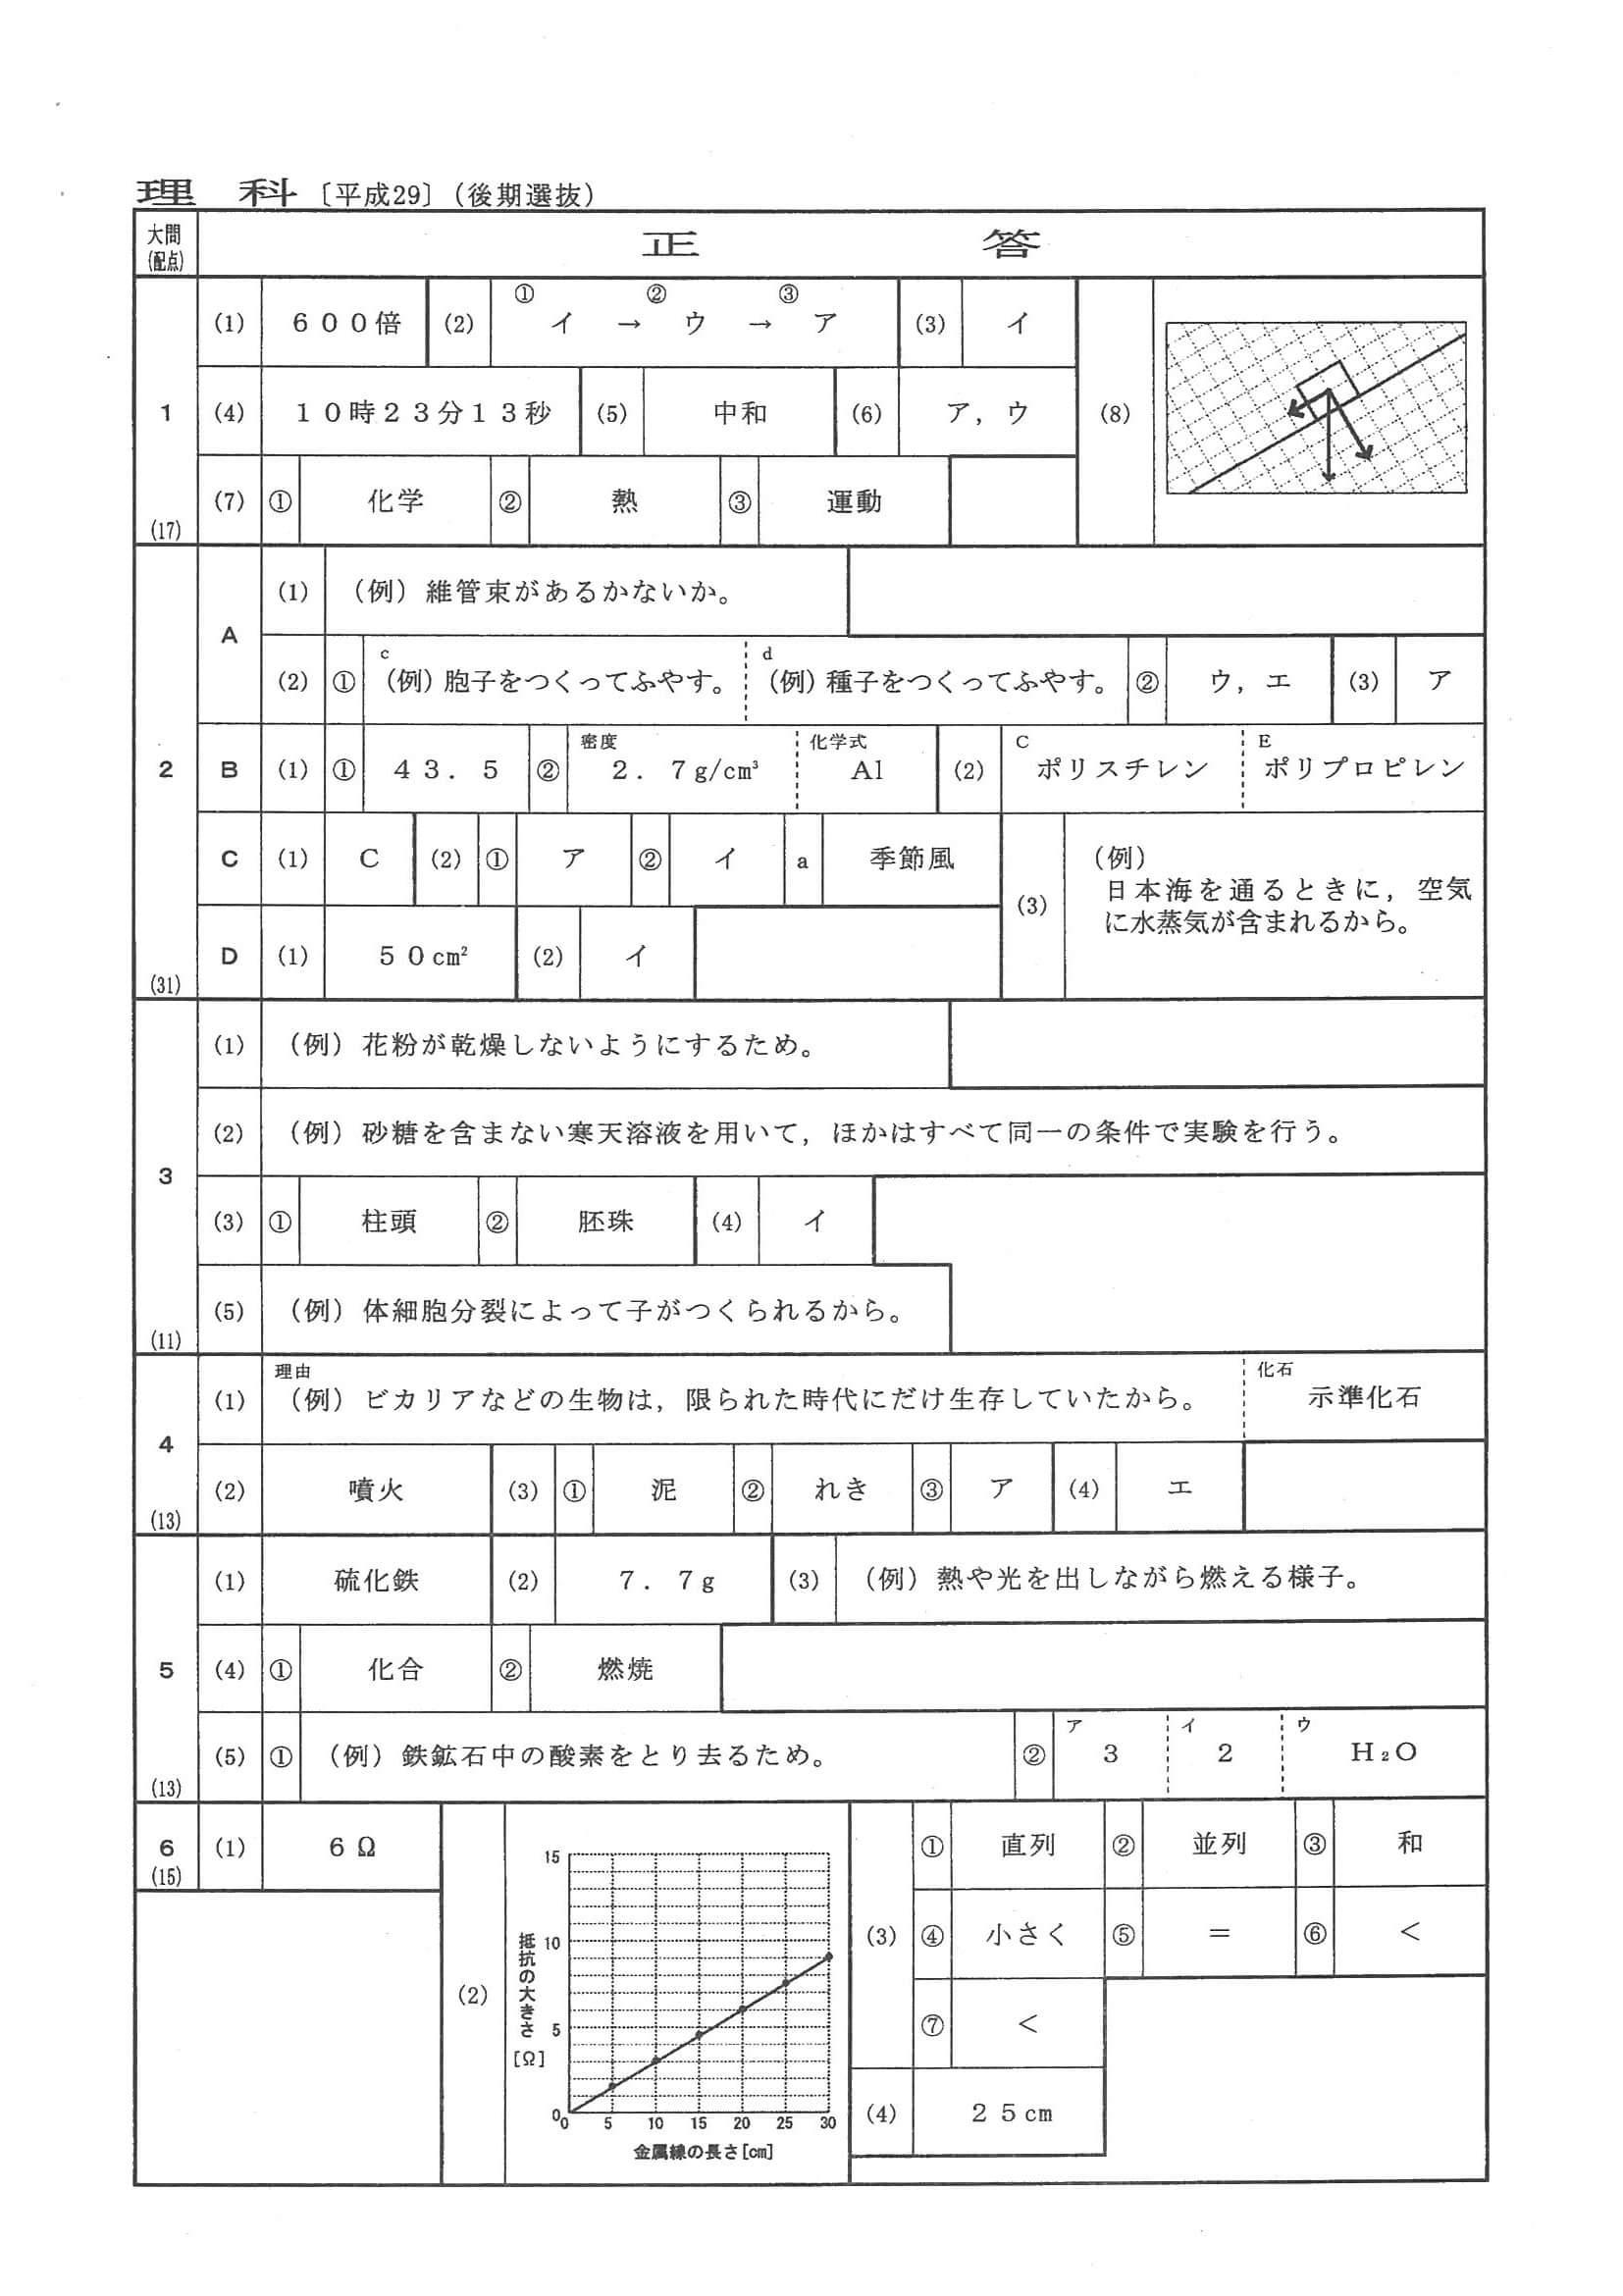 理 科〔平成29〕(後期選抜)
大問
(配点)
正 答
1
(17)
(1) 600倍 (2) ①イ → ②ウ → ③ア (3) イ
(4) 10時23分13秒 (5) 中和 (6) ア，ウ (8)
(7) ① 化学 ② 熱 ③ 運動
2
(31)
A
(1) (例) 維管束があるかないか。
(2) ① c (例) 胞子をつくってふやす。 d (例) 種子をつくってふやす。 ② ウ，エ (3) ア
B (1) ① 43．5 ② 密度 2．7g/cm³ 化学式 Al (2) C ポリスチレン E ポリプロピレン
C (1) C (2) ① ア ② イ a 季節風
(3) (例)
日本海を通るときに，空気
に水蒸気が含まれるから。
D (1) 50cm² (2) イ
3
(11)
(1) (例) 花粉が乾燥しないようにするため。
(2) (例) 砂糖を含まない寒天溶液を用いて，ほかはすべて同一の条件で実験を行う。
(3) ① 柱頭 ② 胚珠 (4) イ
(5) (例) 体細胞分裂によって子がつくられるから。
4
(13)
(1) 理由 (例) ビカリアなどの生物は，限られた時代にだけ生存していたから。 化石 示準化石
(2) 噴火 (3) ① 泥 ② れき ③ ア (4) エ
5
(13)
(1) 硫化鉄 (2) 7．7g (3) (例) 熱や光を出しながら燃える様子。
(4) ① 化合 ② 燃焼
(5) ① (例) 鉄鉱石中の酸素をとり去るため。 ② ア 3 イ 2 ウ H₂O
6
(15)
(1) 6Ω
(2)
抵抗の大きさ
[Ω]
15
10
5
0
0 5 10 15 20 25 30
金属線の長さ[cm]
(3) ① 直列 ② 並列 ③ 和
④ 小さく ⑤ ＝ ⑥ ＜
⑦ ＜
(4) 25cm